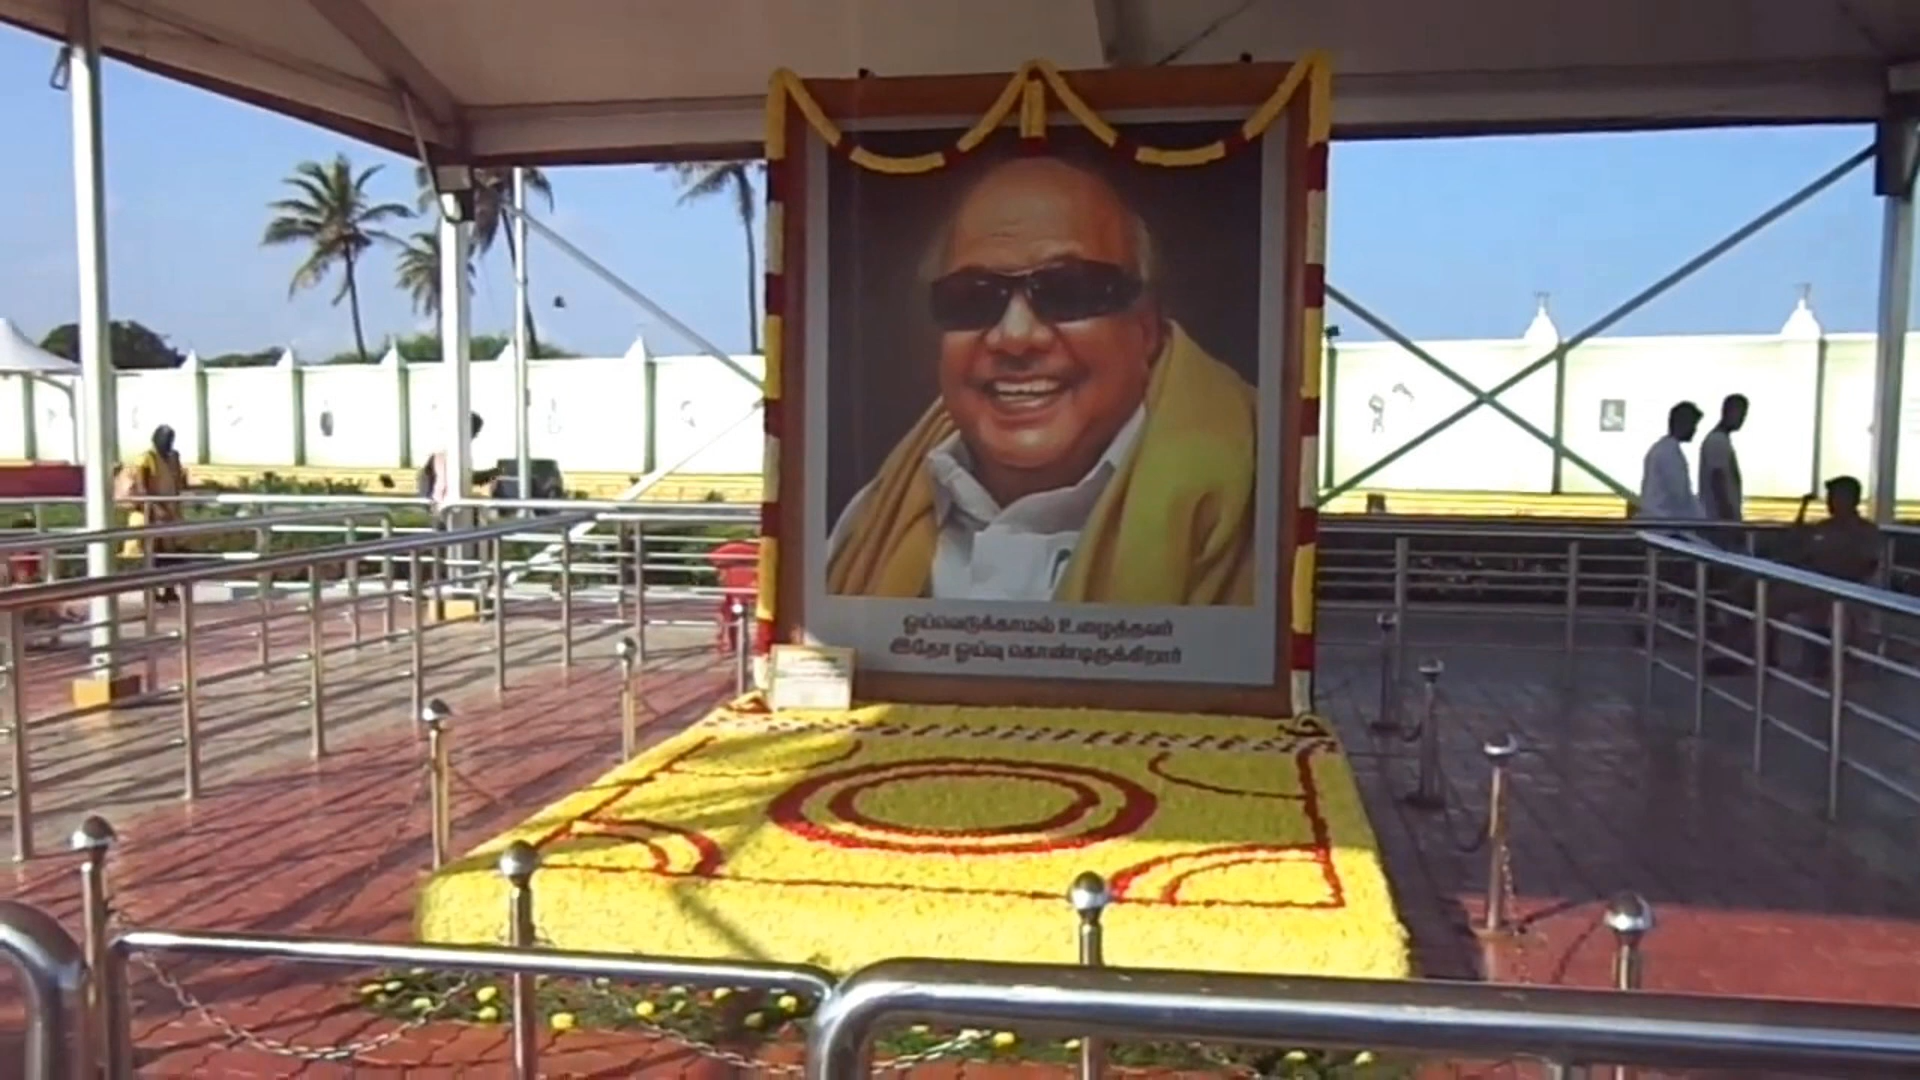 ஓய்வெடுக்காமல் உழைத்தவர்
இதோ ஓய்வு கொண்டிருக்கிறார்